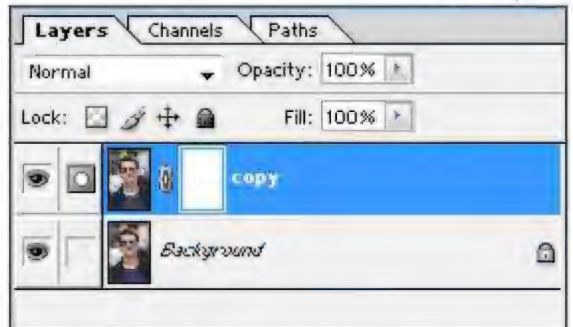 Layers Channels Paths
Normal Opacity: 100%
Lock: Fill: 100%
copy
Background